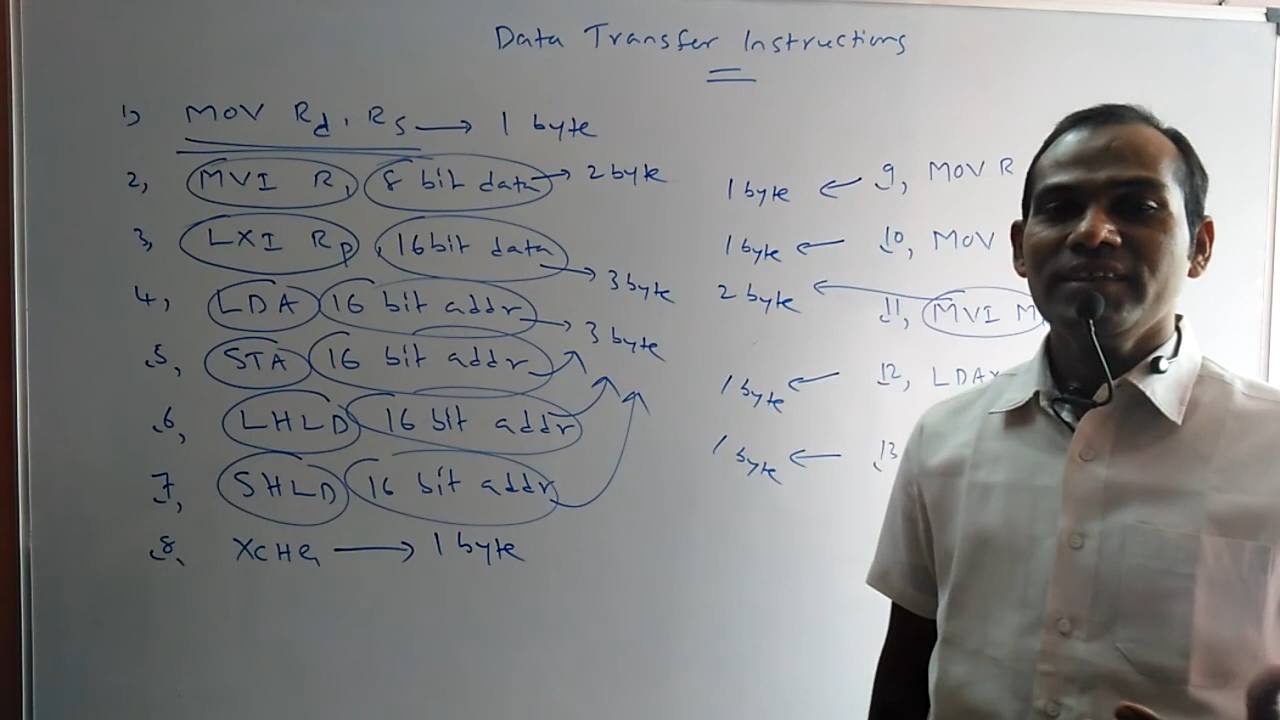 Data Transfer Instructions
1) MOV Rd, Rs → 1 byte
2, MVI R, 8 bit data → 2 byte
3, LXI Rp, 16 bit data → 3 byte
4, LDA 16 bit addr → 3 byte
5, STA 16 bit addr
6, LHLD 16 bit addr
7, SHLD 16 bit addr
8, XCHG → 1 byte
1 byte ← 9, MOV R
1 byte ← 10, MOV
2 byte ← 11, MVI M
1 byte ← 12, LDAX
1 byte ← 13